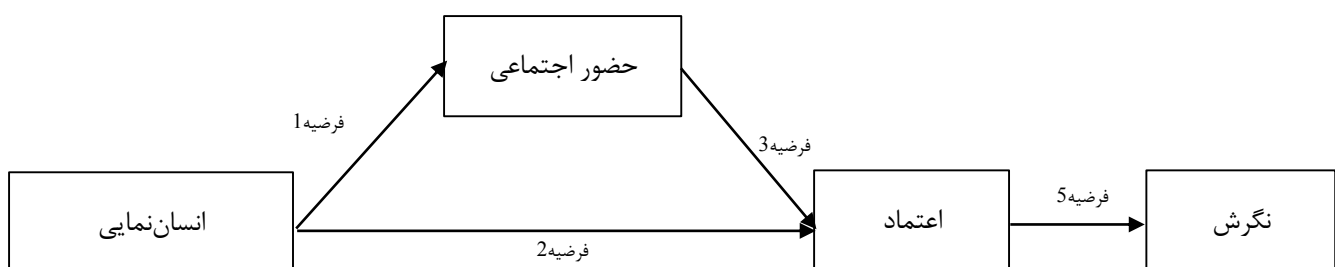 حضور اجتماعی
فرضیه1
فرضیه3
انسان‌نمایی
فرضیه2
اعتماد
فرضیه5
نگرش